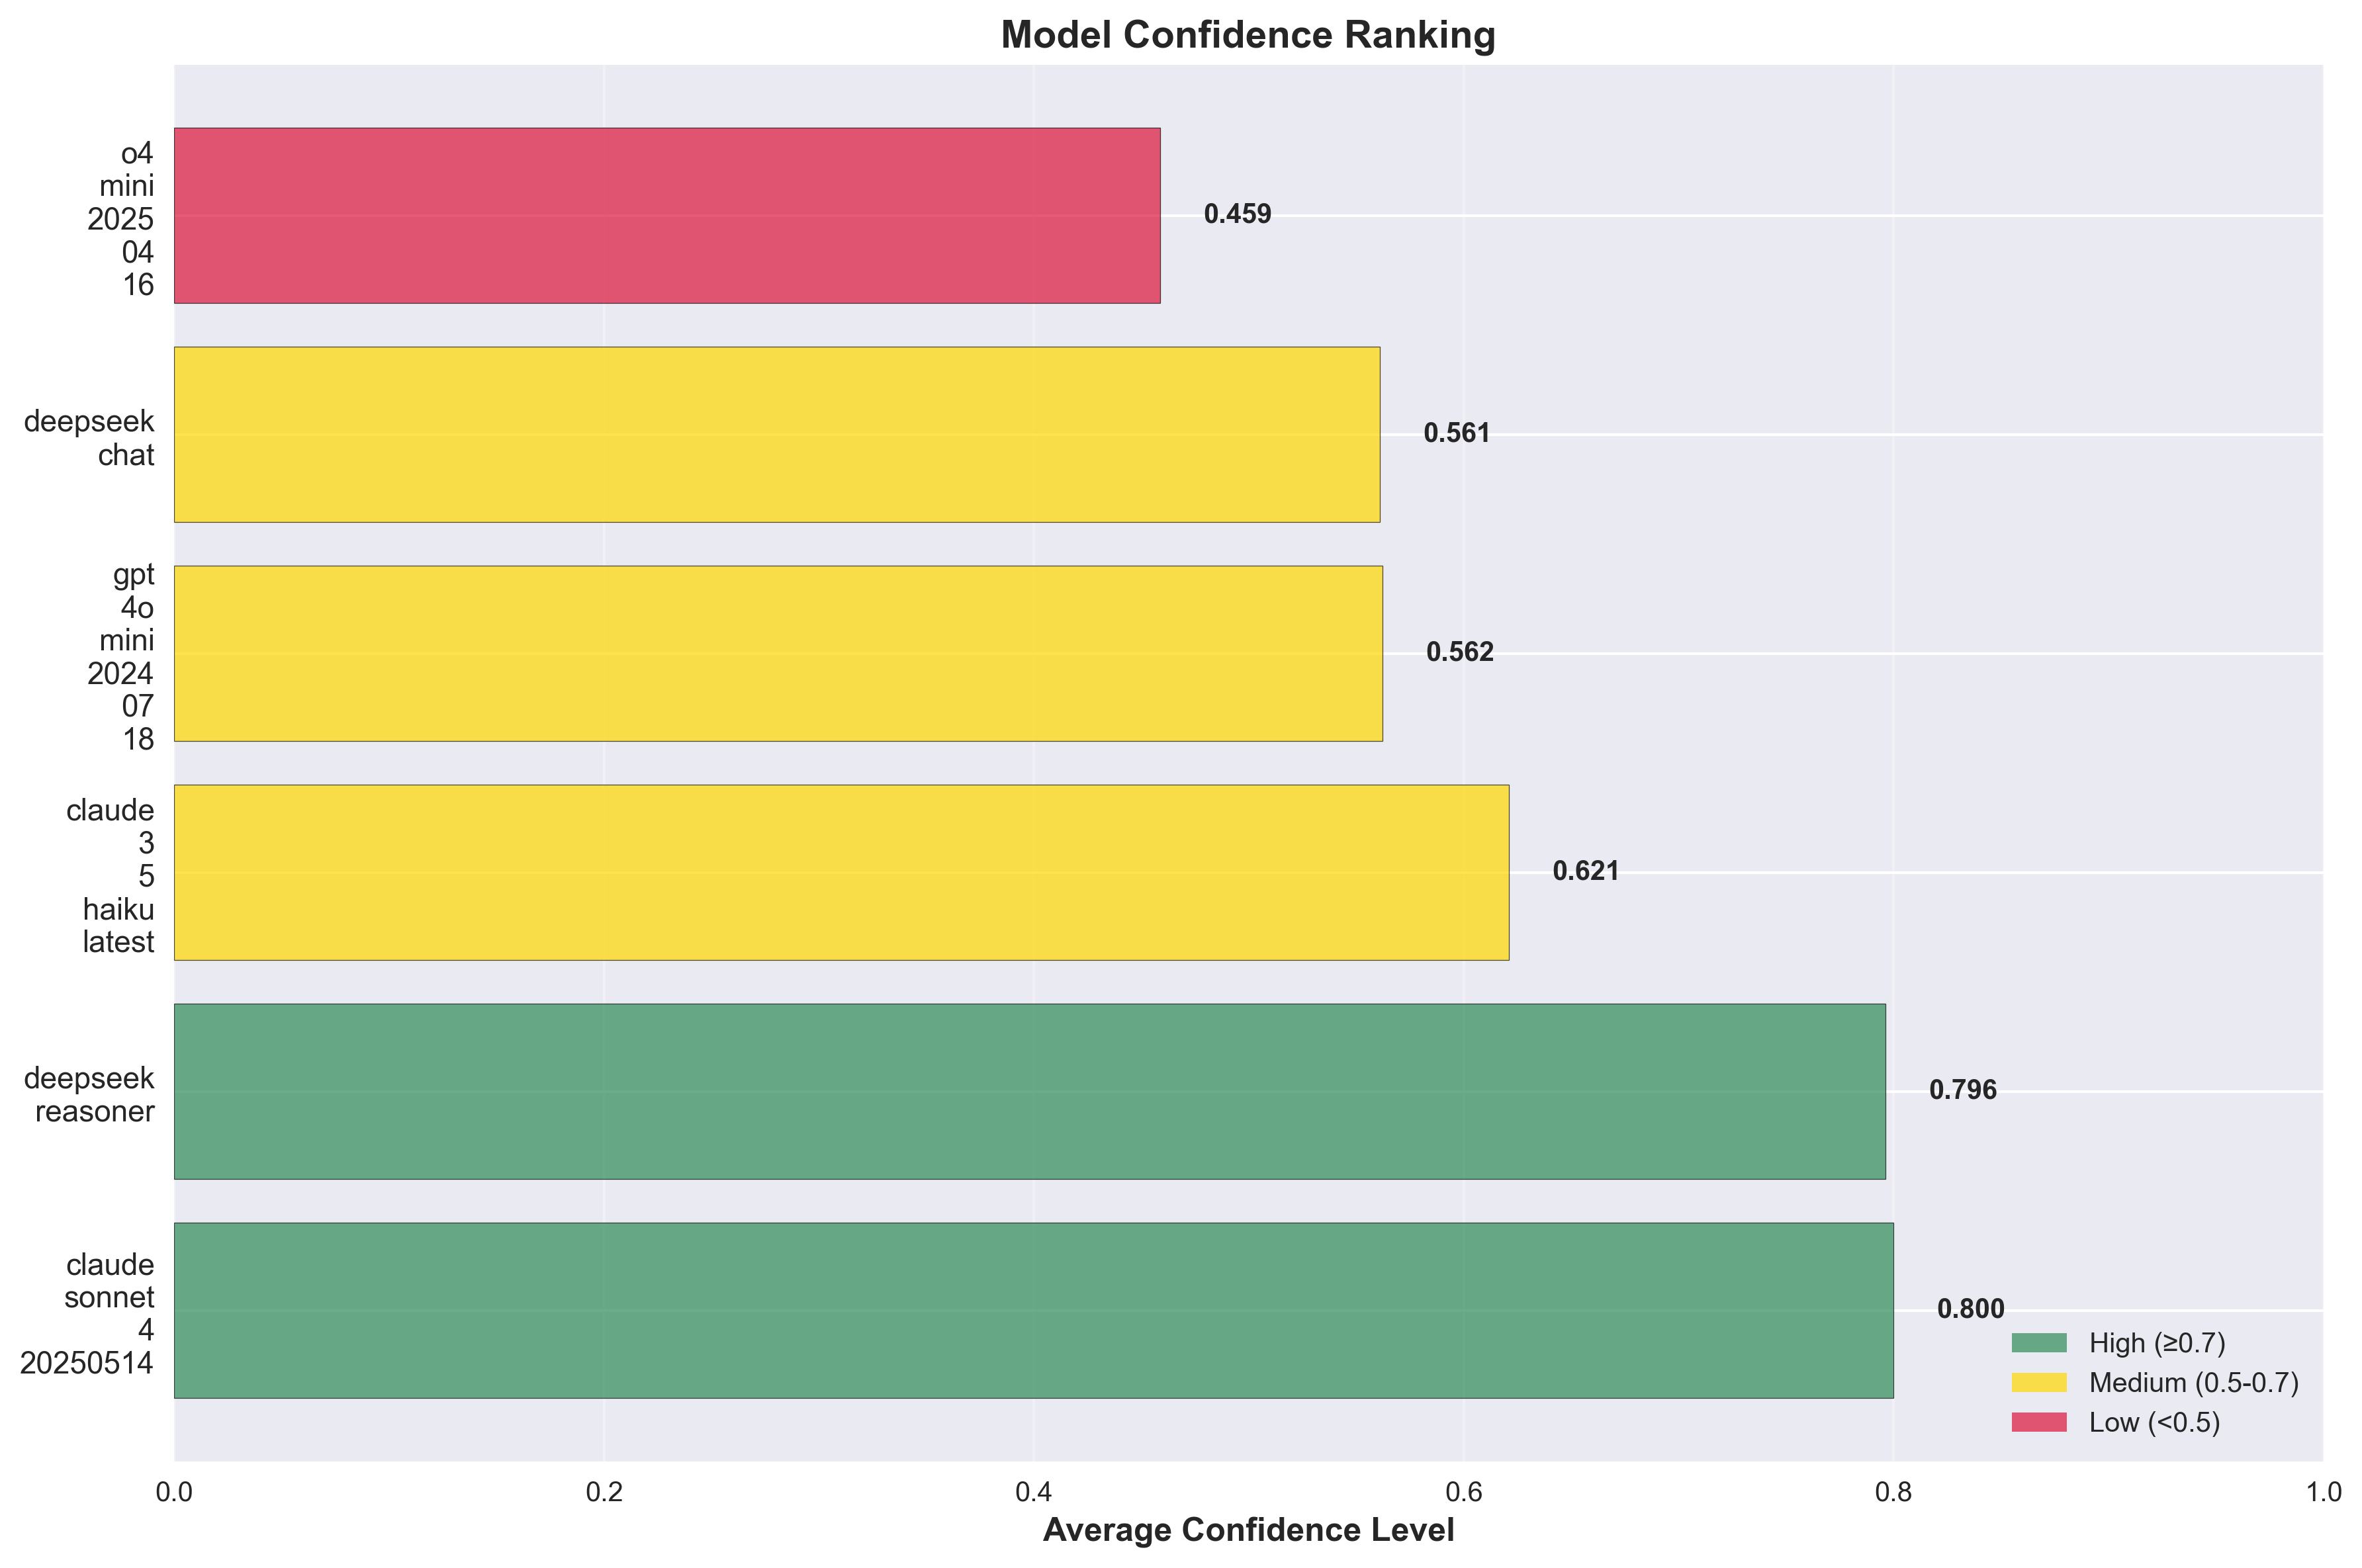 Model Confidence Ranking
o4
mini
2025
04
16
0.459
deepseek
chat
0.561
gpt
4o
mini
2024
07
18
0.562
claude
3
5
haiku
latest
0.621
deepseek
reasoner
0.796
claude
sonnet
4
20250514
0.800
High (≥0.7)
Medium (0.5-0.7)
Low (<0.5)
0.0 0.2 0.4 0.6 0.8 1.0
Average Confidence Level